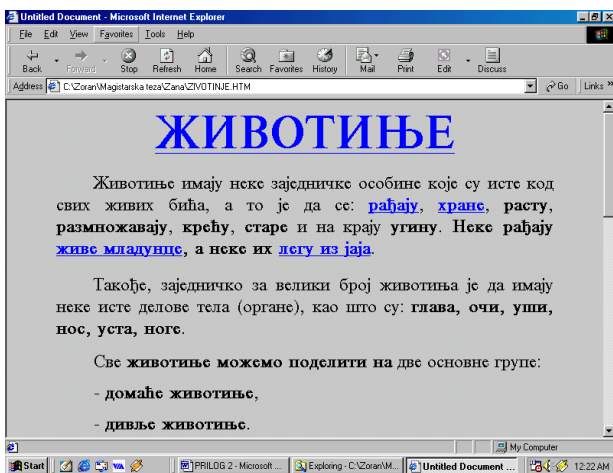 Untitled Document - Microsoft Internet Explorer
File Edit View Favorites Tools Help
Back Forward Stop Refresh Home Search Favorites History Mail Print Edit Discuss
Address C:\Zoran\Magistarska teza\Zana\ZIVOTINJE.HTM Go Links »
ЖИВОТИЊЕ
Животиње имају неке заједничке особине које су исте код
свих живих бића, а то је да се: рађају, хране, расту,
размножавају, крећу, старе и на крају угину. Неке рађају
живе младунце, а неке их легу из јаја.
Такође, заједничко за велики број животиња је да имају
неке исте делове тела (органе), као што су: глава, очи, уши,
нос, уста, ноге.
Све животиње можемо поделити на две основне групе:
- домаће животиње,
- дивље животиње.
My Computer
Start PRILOG 2 - Microsoft ... Exploring - C:\Zoran\M... Untitled Document ... 12:22 AM